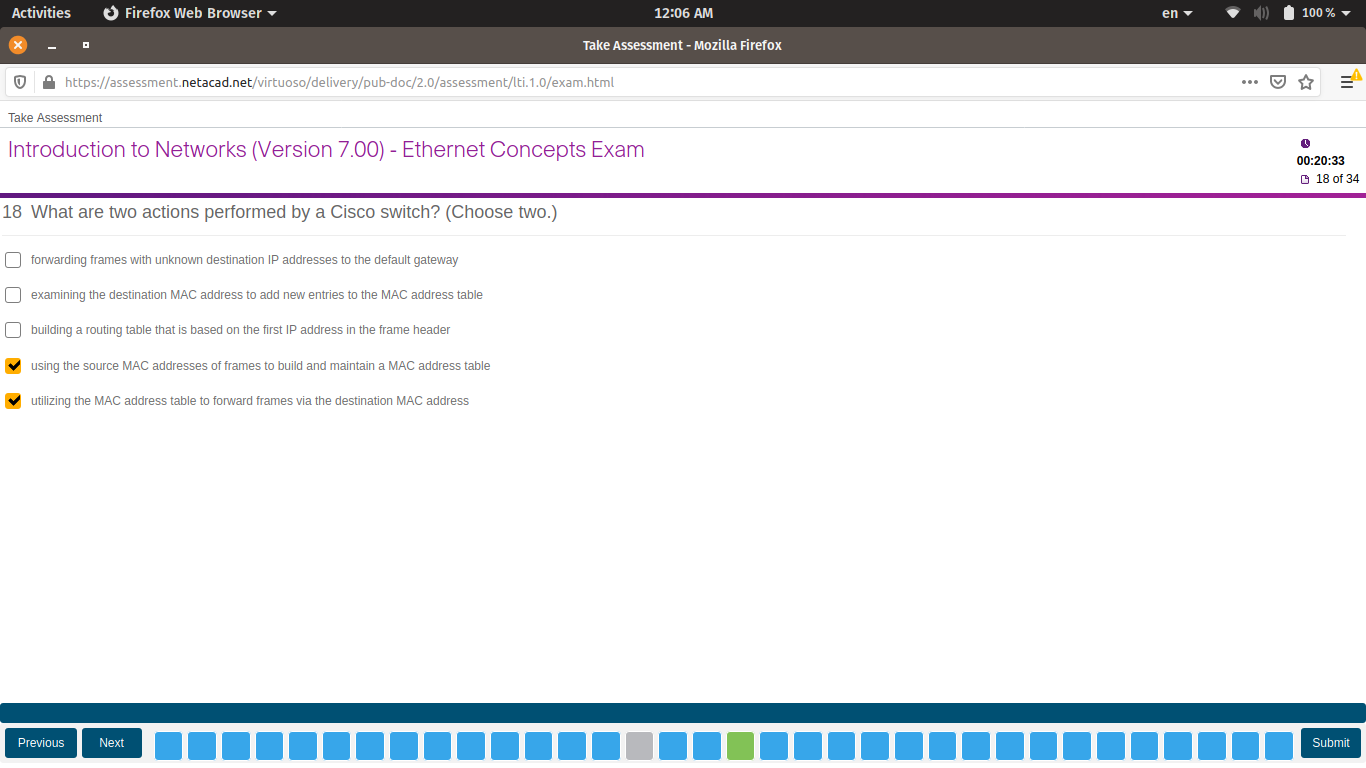 Activities Firefox Web Browser 12:06 AM en 100 %
Take Assessment - Mozilla Firefox
https://assessment.netacad.net/virtuoso/delivery/pub-doc/2.0/assessment/lti.1.0/exam.html
Take Assessment
Introduction to Networks (Version 7.00) - Ethernet Concepts Exam
00:20:33
18 of 34
18 What are two actions performed by a Cisco switch? (Choose two.)
forwarding frames with unknown destination IP addresses to the default gateway
examining the destination MAC address to add new entries to the MAC address table
building a routing table that is based on the first IP address in the frame header
using the source MAC addresses of frames to build and maintain a MAC address table
utilizing the MAC address table to forward frames via the destination MAC address
Previous Next Submit